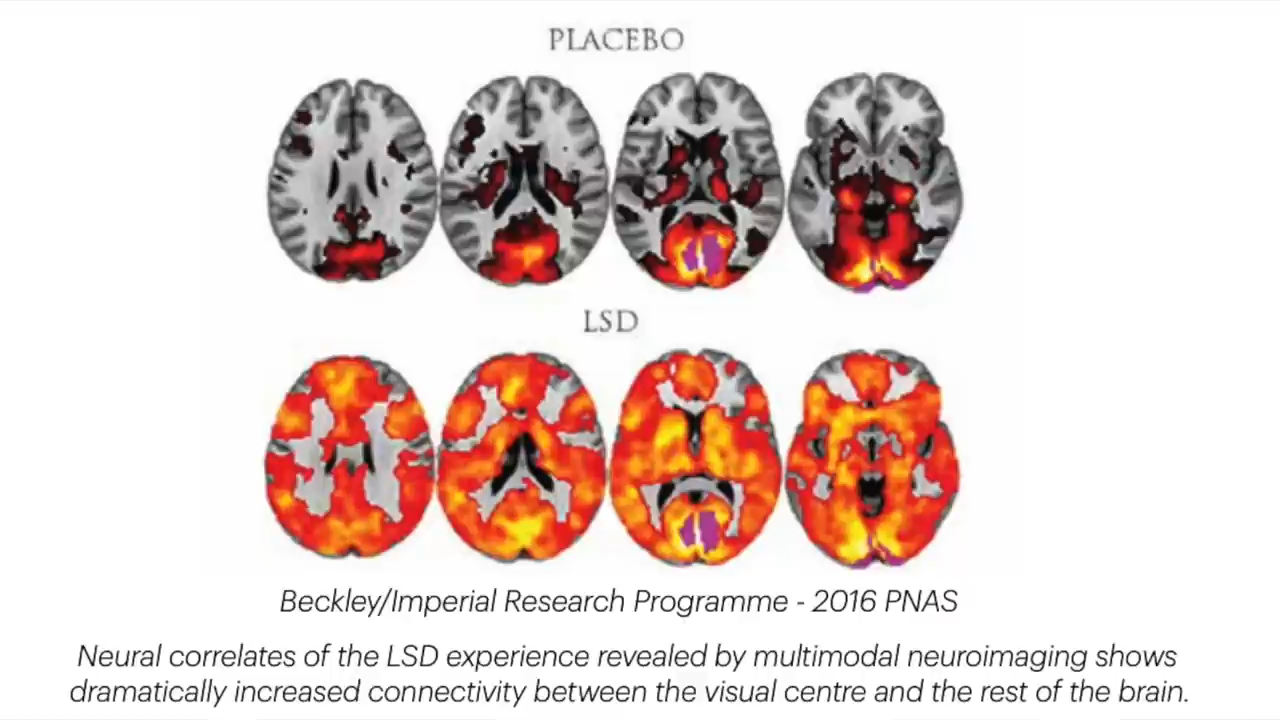 PLACEBO
LSD
Beckley/Imperial Research Programme - 2016 PNAS
Neural correlates of the LSD experience revealed by multimodal neuroimaging shows
dramatically increased connectivity between the visual centre and the rest of the brain.